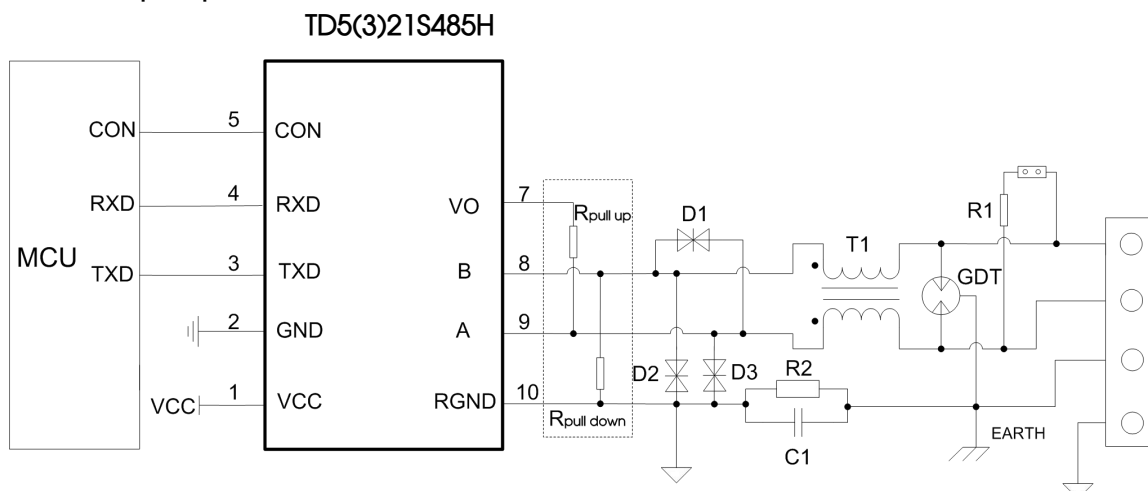 TD5(3)21S485H
CON 5 CON
RXD 4 RXD
VO 7
Rpull up
D1
R1
MCU
TXD 3 TXD
B 8
T1
GDT
2 GND
A 9
D2
D3
R2
VCC 1 VCC
RGND 10
Rpull down
C1
EARTH